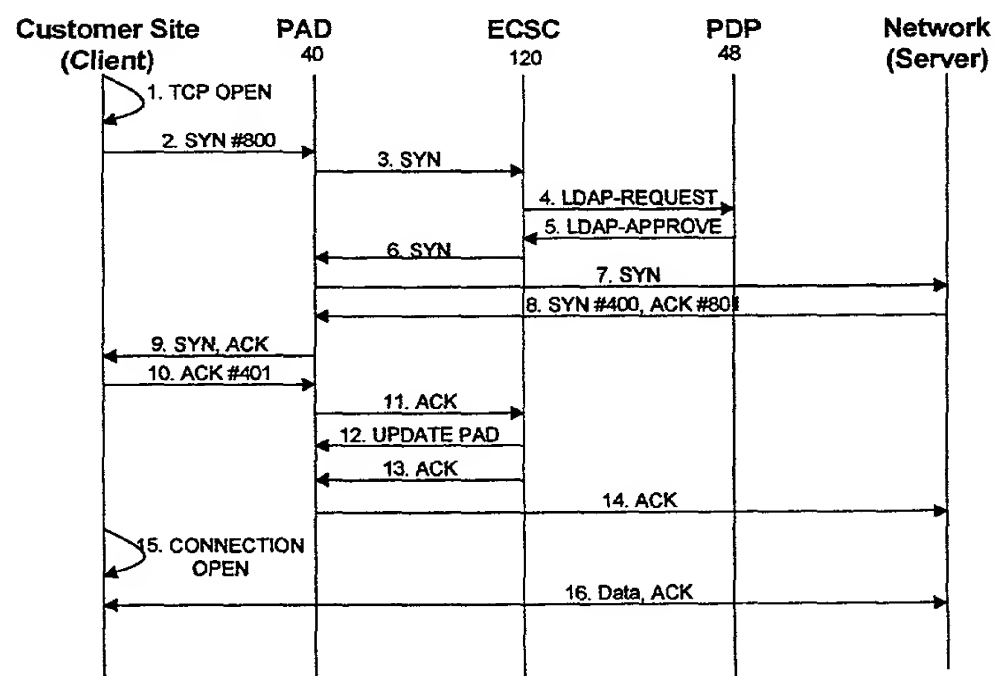 Customer Site
(Client)
PAD
40
ECSC
120
PDP
48
Network
(Server)
1. TCP OPEN
2. SYN #800
3. SYN
4. LDAP-REQUEST
5. LDAP-APPROVE
6. SYN
7. SYN
8. SYN #400, ACK #801
9. SYN, ACK
10. ACK #401
11. ACK
12. UPDATE PAD
13. ACK
14. ACK
15. CONNECTION
OPEN
16. Data, ACK